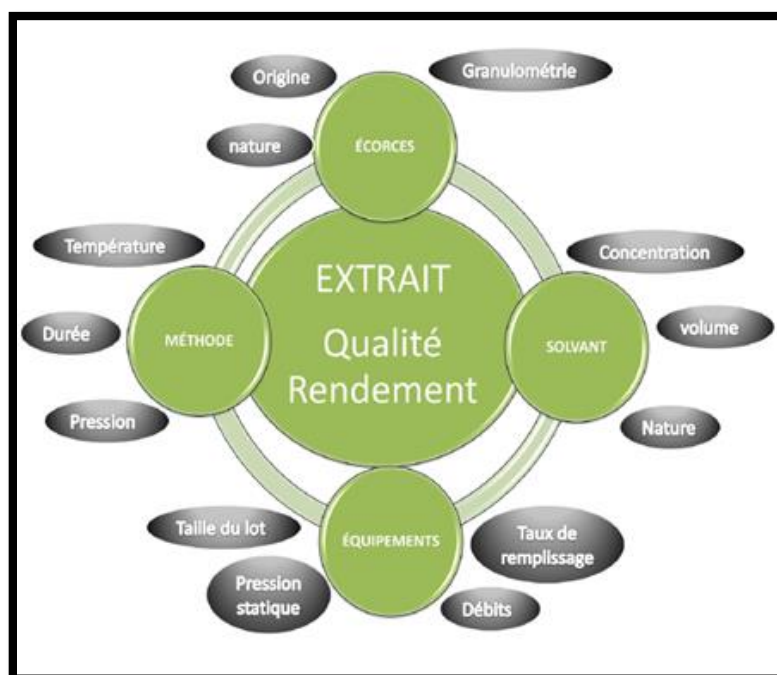 Origine
Granulométrie
nature
ÉCORCES
Température
Concentration
EXTRAIT
Qualité
Rendement
Durée
MÉTHODE
SOLVANT
volume
Pression
Nature
Taille du lot
ÉQUIPEMENTS
Taux de
remplissage
Pression
statique
Débits